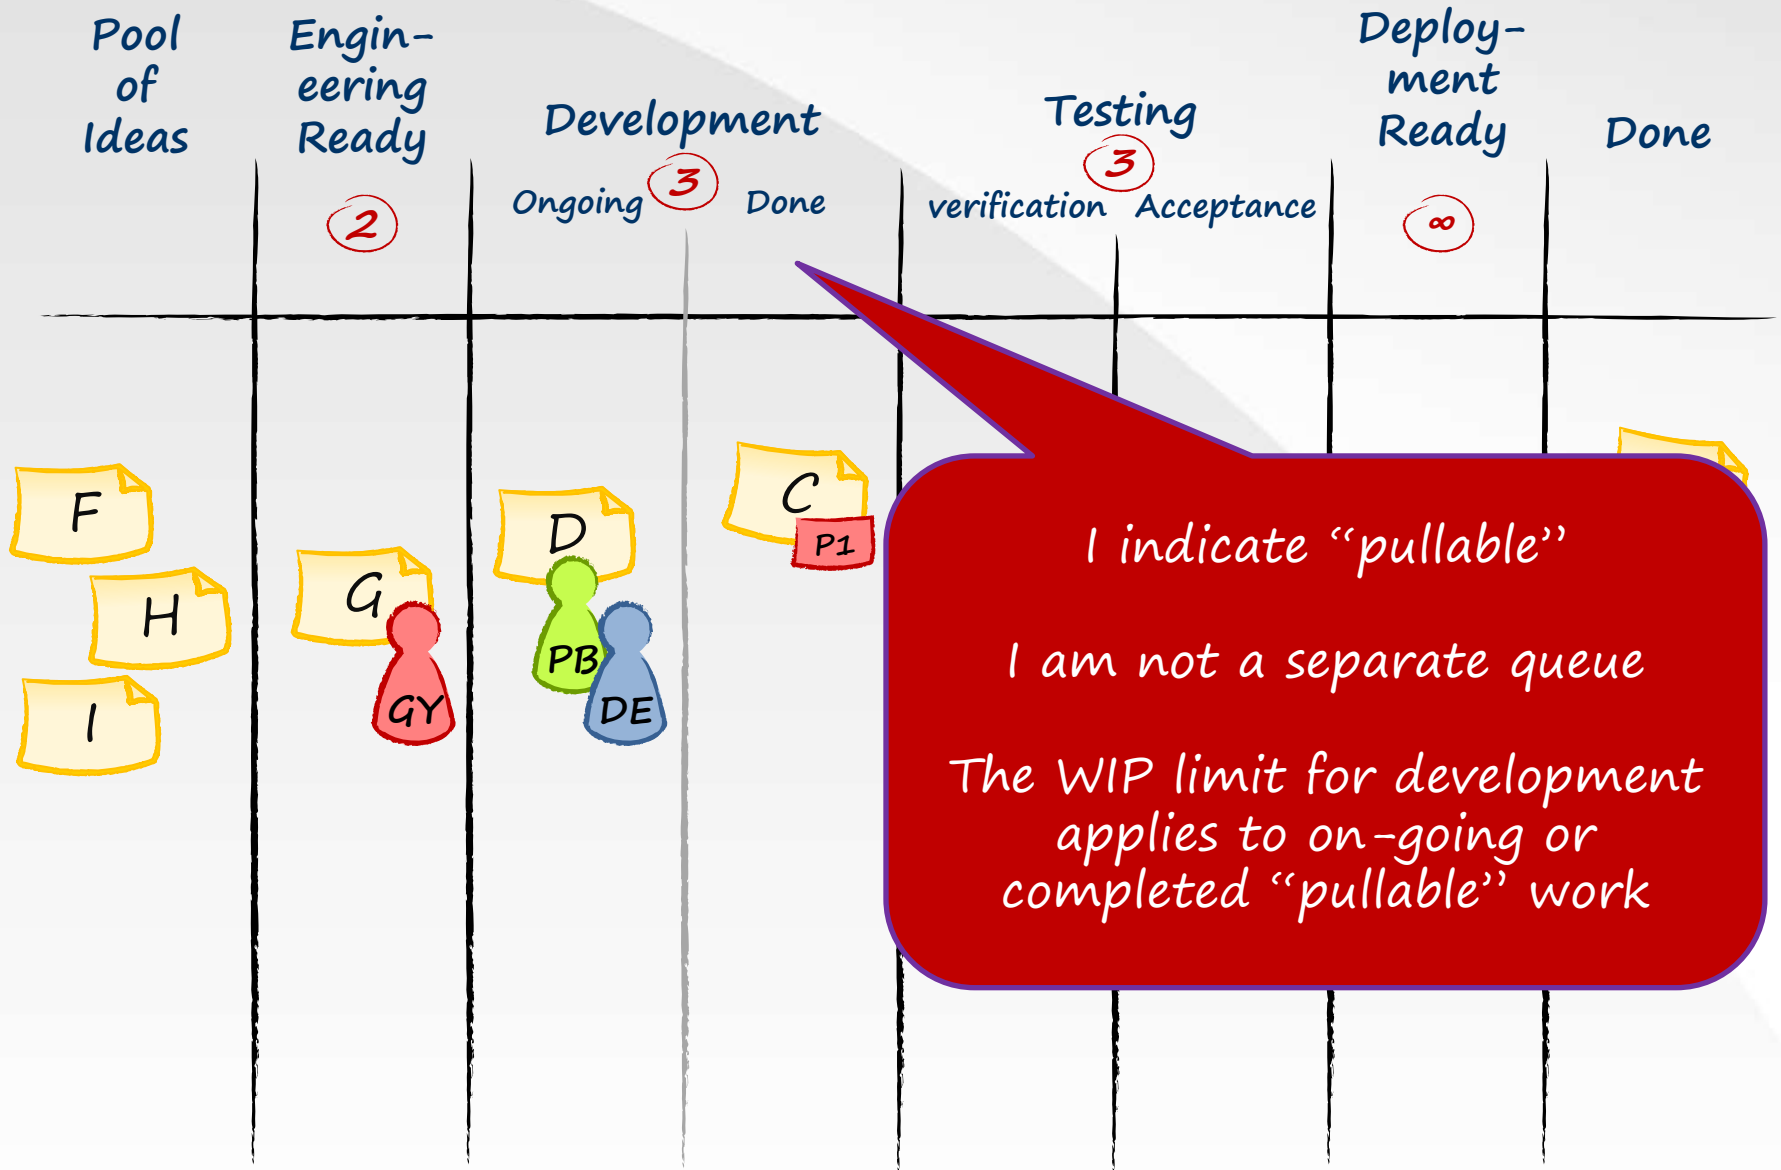 Pool
of
Ideas
Engin-
eering
Ready
2
Development
3
Ongoing
Done
Testing
3
verification
Acceptance
Deploy-
ment
Ready
∞
Done
F
H
I
G
GY
D
PB
DE
C
P1
I indicate “pullable”
I am not a separate queue
The WIP limit for development
applies to on-going or
completed “pullable” work